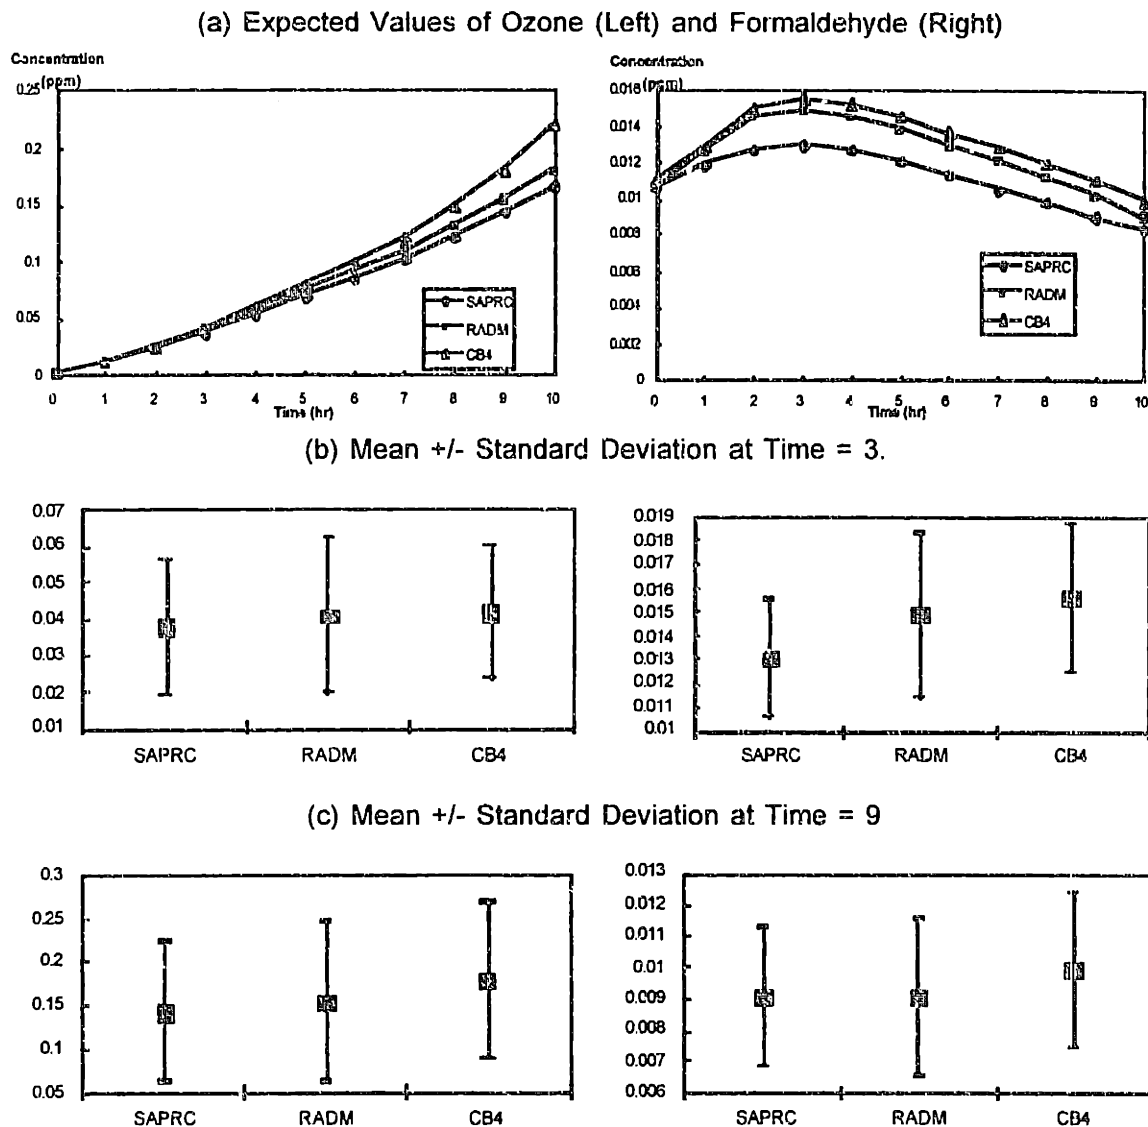 (a) Expected Values of Ozone (Left) and Formaldehyde (Right)
Concentration
(ppm)
0.25
0.2
0.15
0.1
0.05
0
0 1 2 3 4 5 6 7 8 9 10
Time (hr)
SAPRC
RADM
CB4
Concentration
(ppm)
0.016
0.014
0.012
0.01
0.008
0.006
0.004
0.002
0
0 1 2 3 4 5 6 7 8 9 10
Time (hr)
SAPRC
RADM
CB4
(b) Mean +/- Standard Deviation at Time = 3.
0.07
0.06
0.05
0.04
0.03
0.02
0.01
SAPRC RADM CB4
0.019
0.018
0.017
0.016
0.015
0.014
0.013
0.012
0.011
0.01
SAPRC RADM CB4
(c) Mean +/- Standard Deviation at Time = 9
0.3
0.25
0.2
0.15
0.1
0.05
SAPRC RADM CB4
0.013
0.012
0.011
0.01
0.009
0.008
0.007
0.006
SAPRC RADM CB4